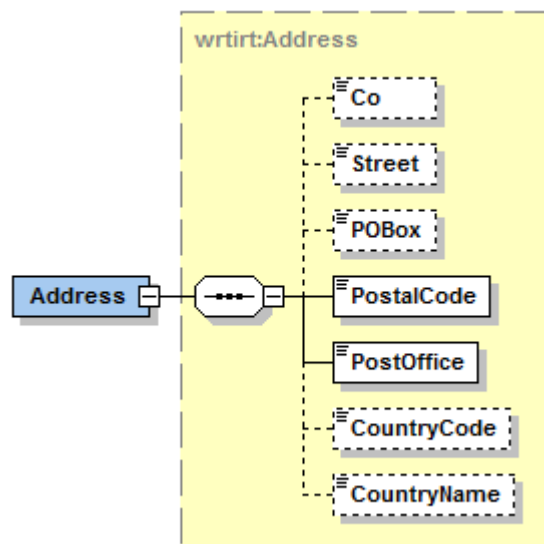 wrtirt:Address
Co
Street
POBox
Address
PostalCode
PostOffice
CountryCode
CountryName